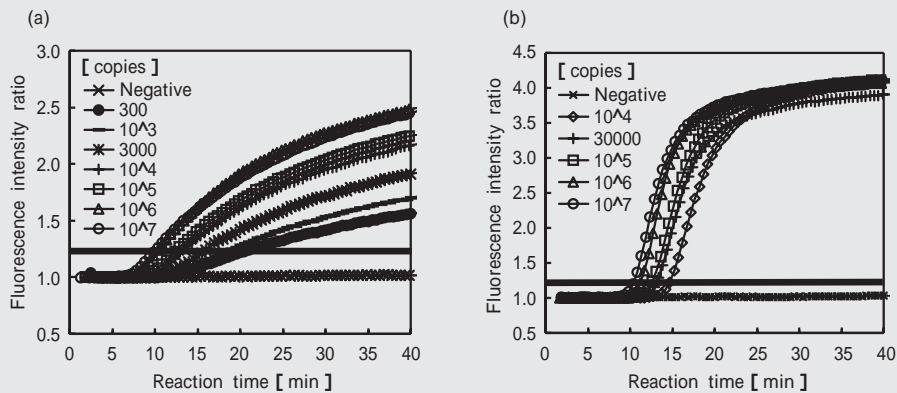 (a)
Fluorescence intensity ratio
3.0
2.5
2.0
1.5
1.0
0.5
[ copies ]
Negative
300
10^3
3000
10^4
10^5
10^6
10^7
0 5 10 15 20 25 30 35 40
Reaction time [ min ]
(b)
Fluorescence intensity ratio
4.5
4.0
3.5
3.0
2.5
2.0
1.5
1.0
0.5
[ copies ]
Negative
10^4
30000
10^5
10^6
10^7
0 5 10 15 20 25 30 35 40
Reaction time [ min ]